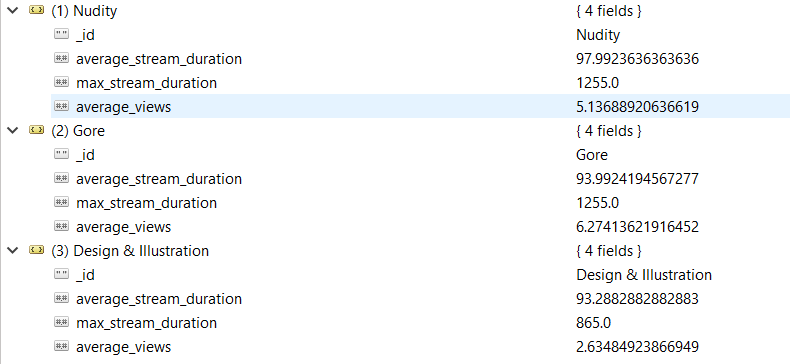 (1) Nudity { 4 fields }
_id Nudity
average_stream_duration 97.9923636363636
max_stream_duration 1255.0
average_views 5.13688920636619
(2) Gore { 4 fields }
_id Gore
average_stream_duration 93.9924194567277
max_stream_duration 1255.0
average_views 6.27413621916452
(3) Design & Illustration { 4 fields }
_id Design & Illustration
average_stream_duration 93.2882882882883
max_stream_duration 865.0
average_views 2.63484923866949